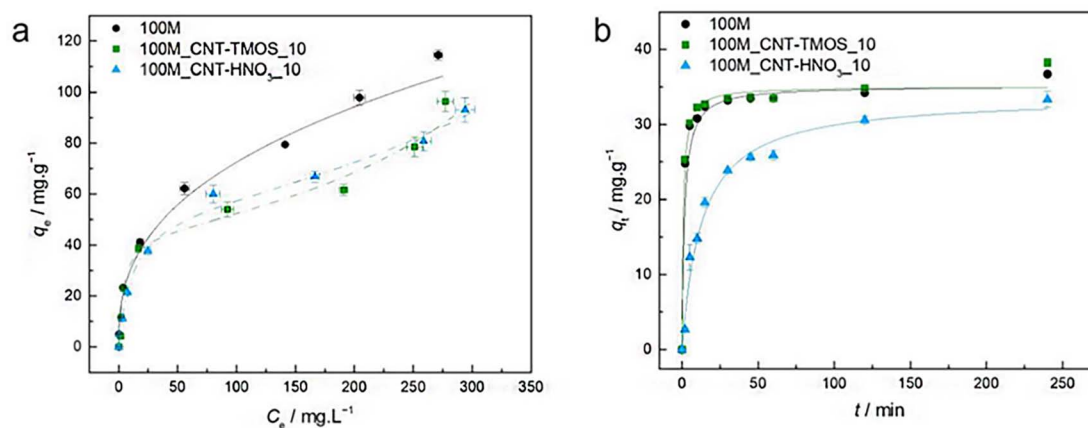 a
100M
100M_CNT-TMOS_10
100M_CNT-HNO₃_10
120
100
80
60
40
20
0
qₑ / mg.g⁻¹
0 50 100 150 200 250 300 350
Cₑ / mg.L⁻¹
b
100M
100M_CNT-TMOS_10
100M_CNT-HNO₃_10
40
30
20
10
0
qₜ / mg.g⁻¹
0 50 100 150 200 250
t / min